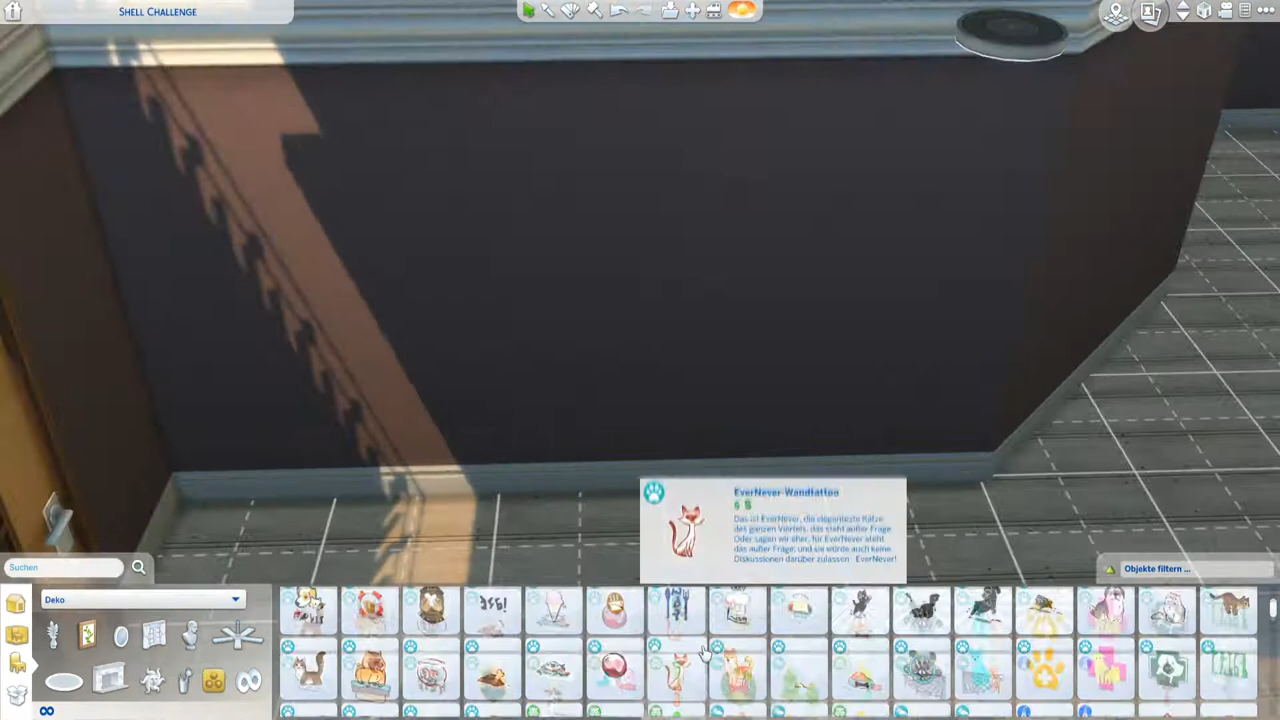 SHELL CHALLENGE
EverNever-Wandtattoo
§ 8
Das ist EverNever, die eleganteste Katze
des ganzen Viertels, das steht außer Frage.
Oder sagen wir eher, für EverNever steht
das außer Frage, und sie würde auch keine
Diskussionen darüber zulassen. EverNever!
Suchen
Objekte filtern ...
Deko